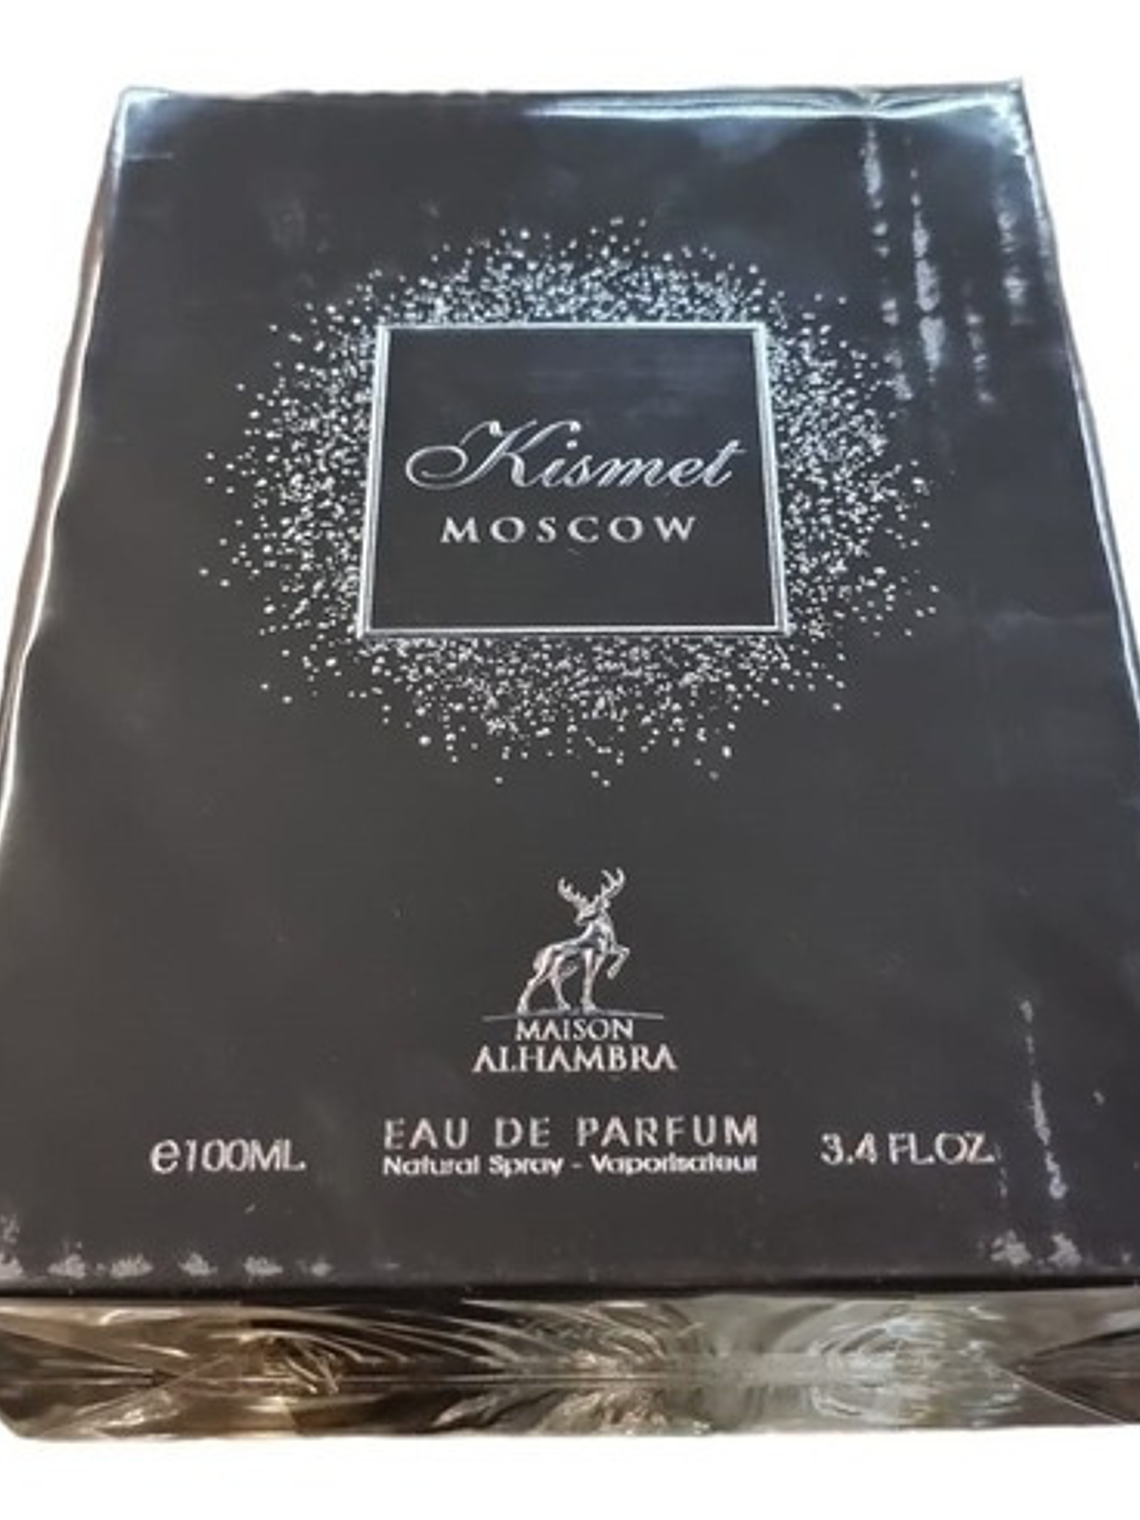 Kismet
MOSCOW
MAISON
ALHAMBRA
EAU DE PARFUM
e100ML
Natural Spray - Vaporisateur
3.4 FL.OZ.